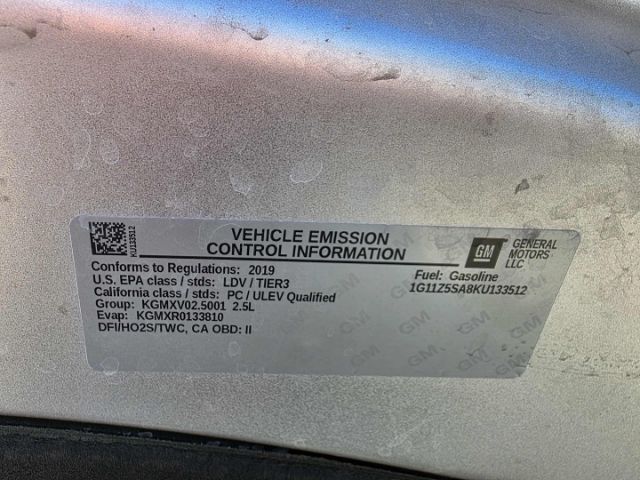 KU133512
VEHICLE EMISSION
CONTROL INFORMATION
GM
GENERAL
MOTORS
LLC
Conforms to Regulations: 2019
U.S. EPA class / stds: LDV / TIER3
California class / stds: PC / ULEV Qualified
Group: KGMXV02.5001 2.5L
Evap: KGMXR0133810
DFI/HO2S/TWC, CA OBD: II
Fuel: Gasoline
1G11Z5SA8KU133512